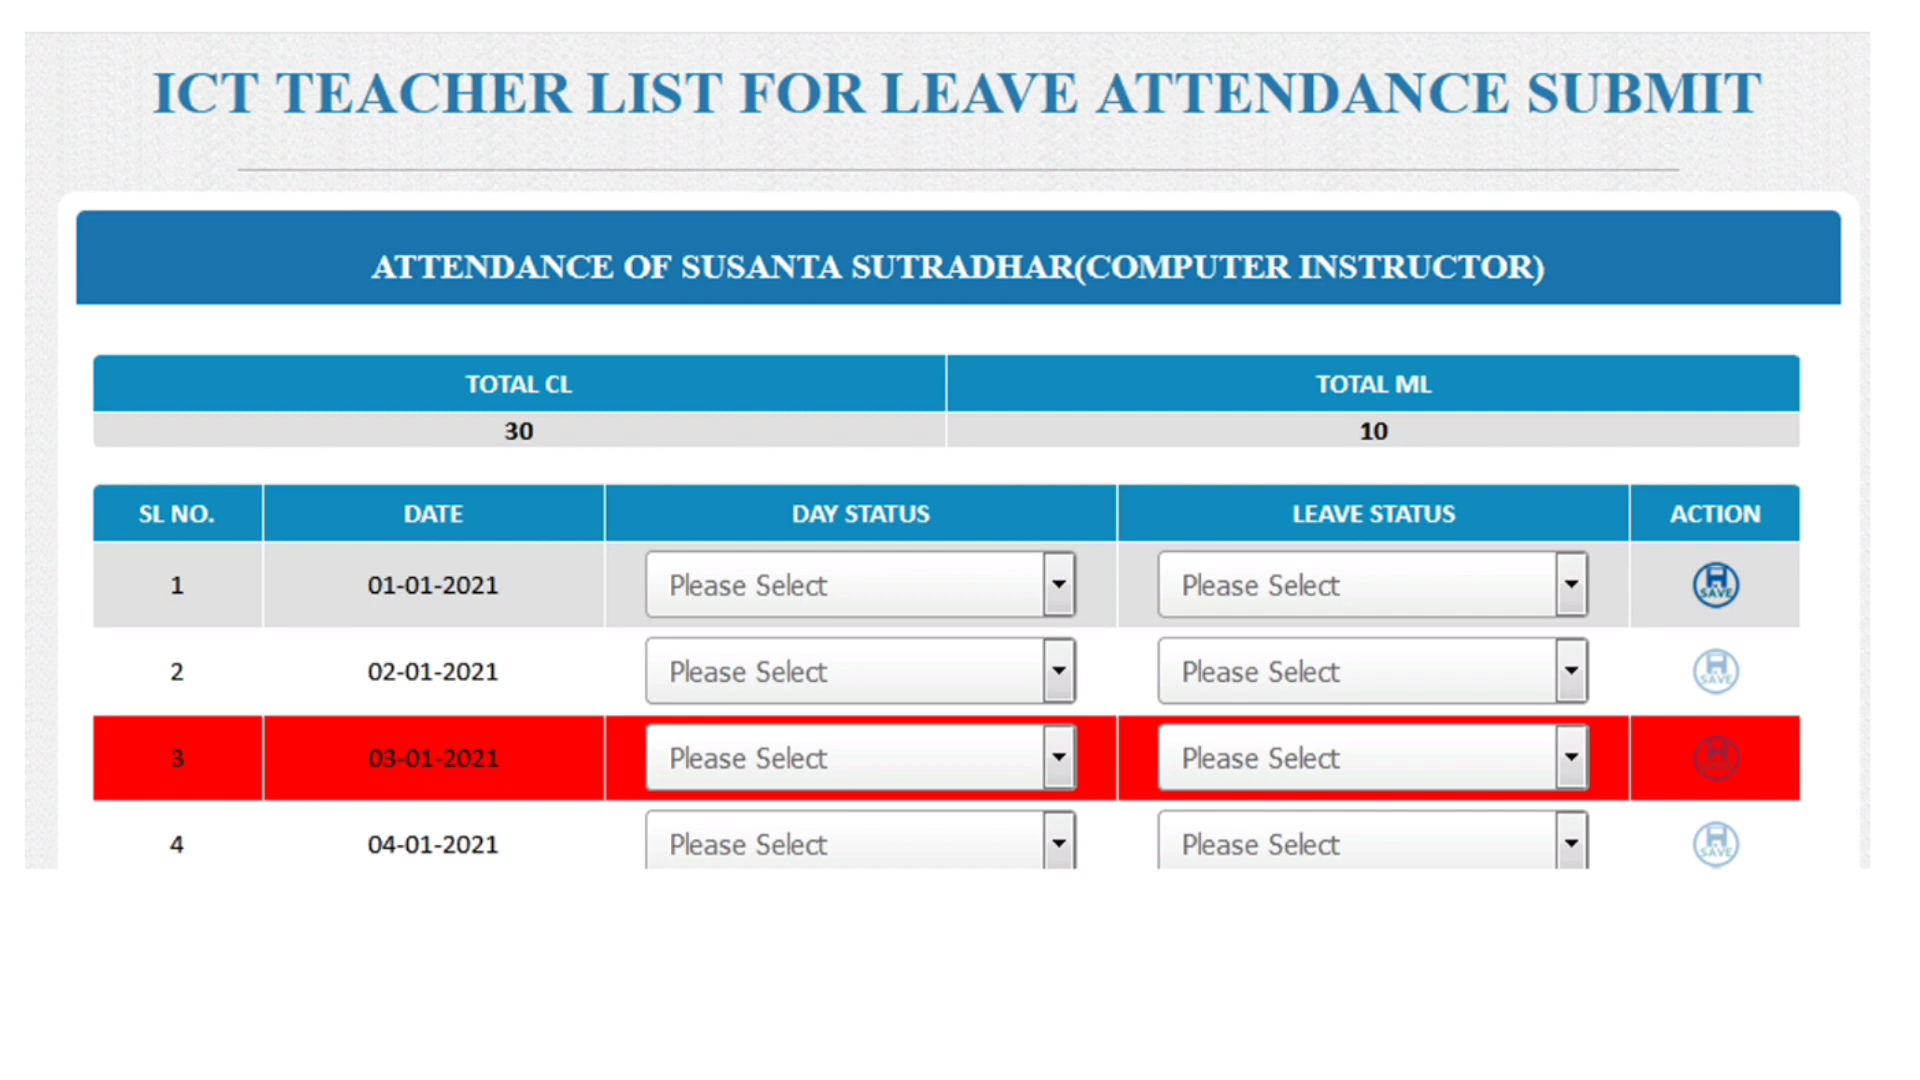 ICT TEACHER LIST FOR LEAVE ATTENDANCE SUBMIT
ATTENDANCE OF SUSANTA SUTRADHAR(COMPUTER INSTRUCTOR)
TOTAL CL TOTAL ML
30 10
SL NO. DATE DAY STATUS LEAVE STATUS ACTION
1 01-01-2021 Please Select Please Select SAVE
2 02-01-2021 Please Select Please Select SAVE
3 03-01-2021 Please Select Please Select SAVE
4 04-01-2021 Please Select Please Select SAVE